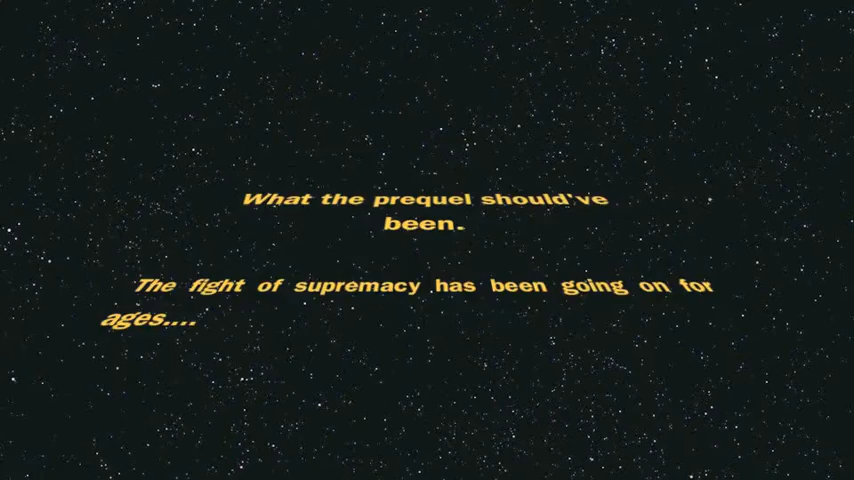 What the prequel should've
been.
The fight of supremacy has been going on for
ages....